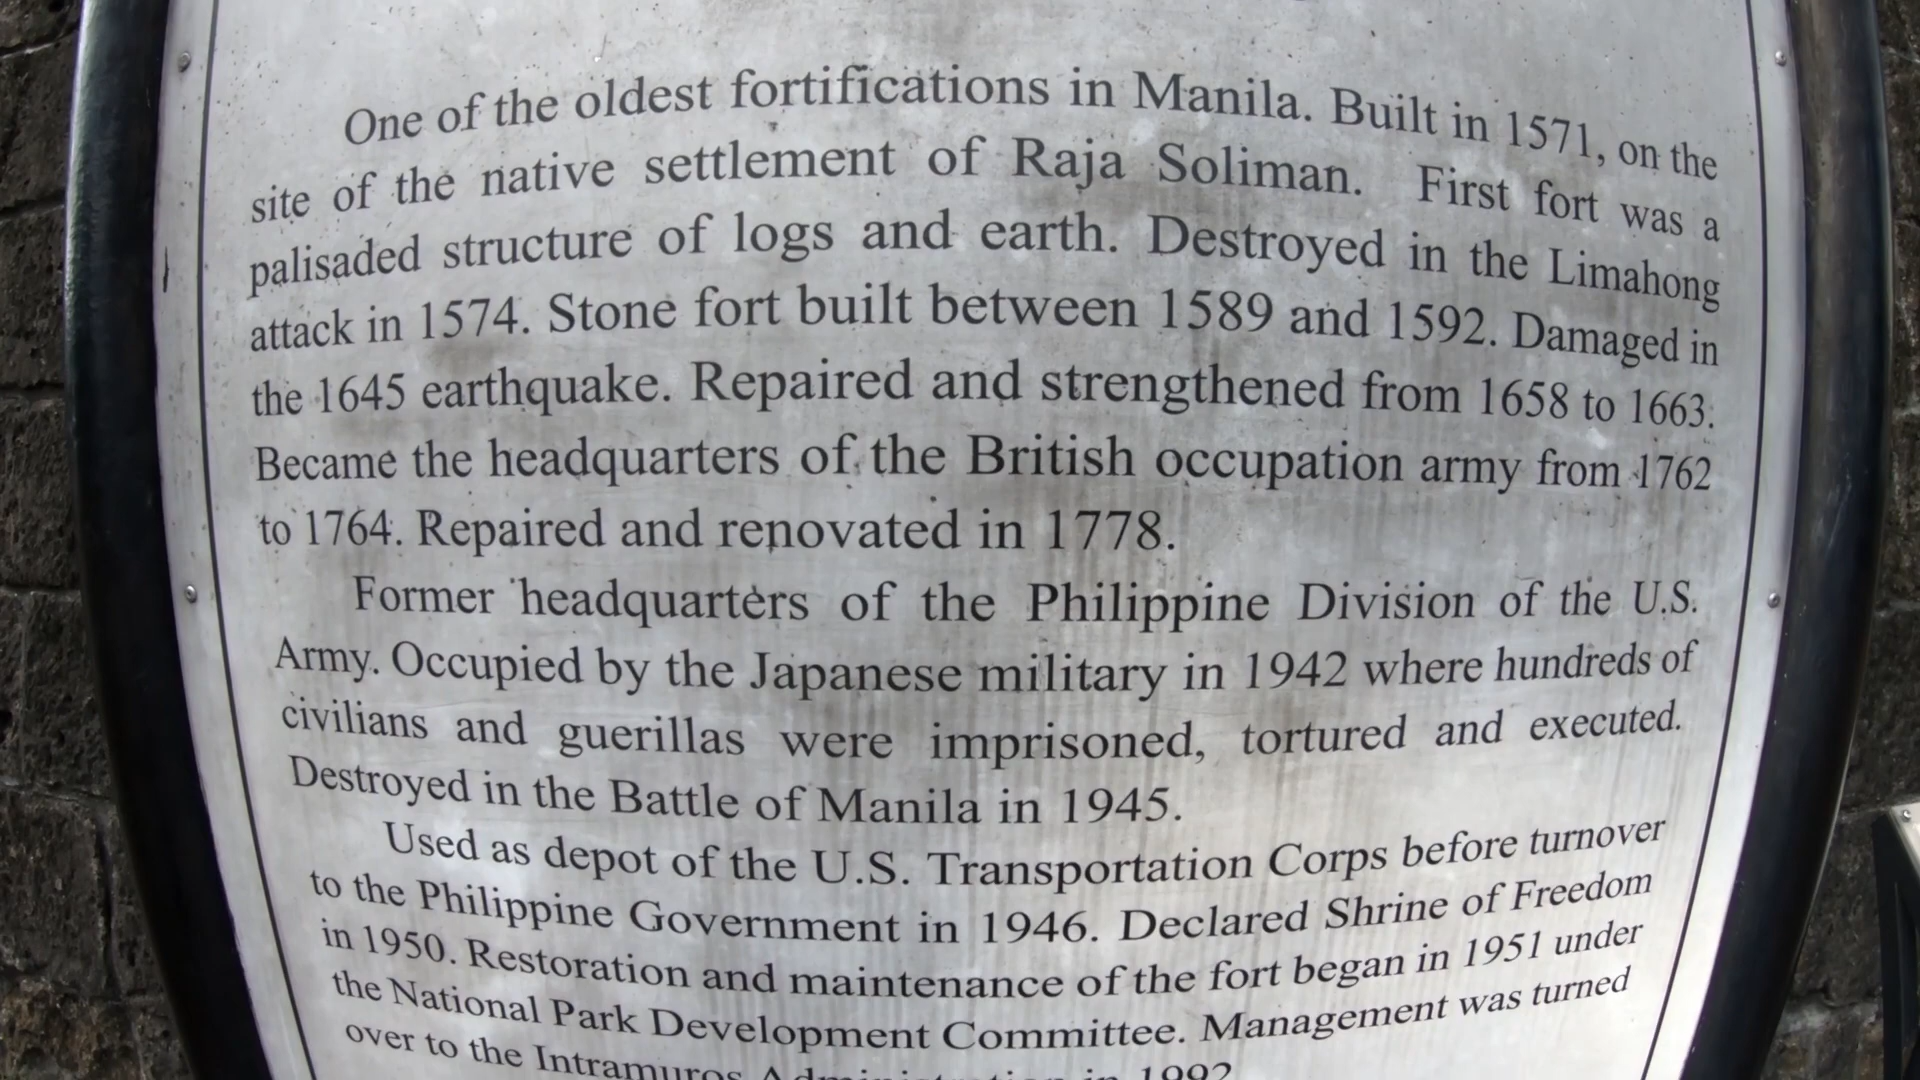 One of the oldest fortifications in Manila. Built in 1571, on the
site of the native settlement of Raja Soliman. First fort was a
palisaded structure of logs and earth. Destroyed in the Limahong
attack in 1574. Stone fort built between 1589 and 1592. Damaged in
the 1645 earthquake. Repaired and strengthened from 1658 to 1663.
Became the headquarters of the British occupation army from 1762
to 1764. Repaired and renovated in 1778.
Former headquarters of the Philippine Division of the U.S.
Army. Occupied by the Japanese military in 1942 where hundreds of
civilians and guerillas were imprisoned, tortured and executed.
Destroyed in the Battle of Manila in 1945.
Used as depot of the U.S. Transportation Corps before turnover
to the Philippine Government in 1946. Declared Shrine of Freedom
in 1950. Restoration and maintenance of the fort began in 1951 under
the National Park Development Committee. Management was turned
over to the Intramuros Administration in 1992